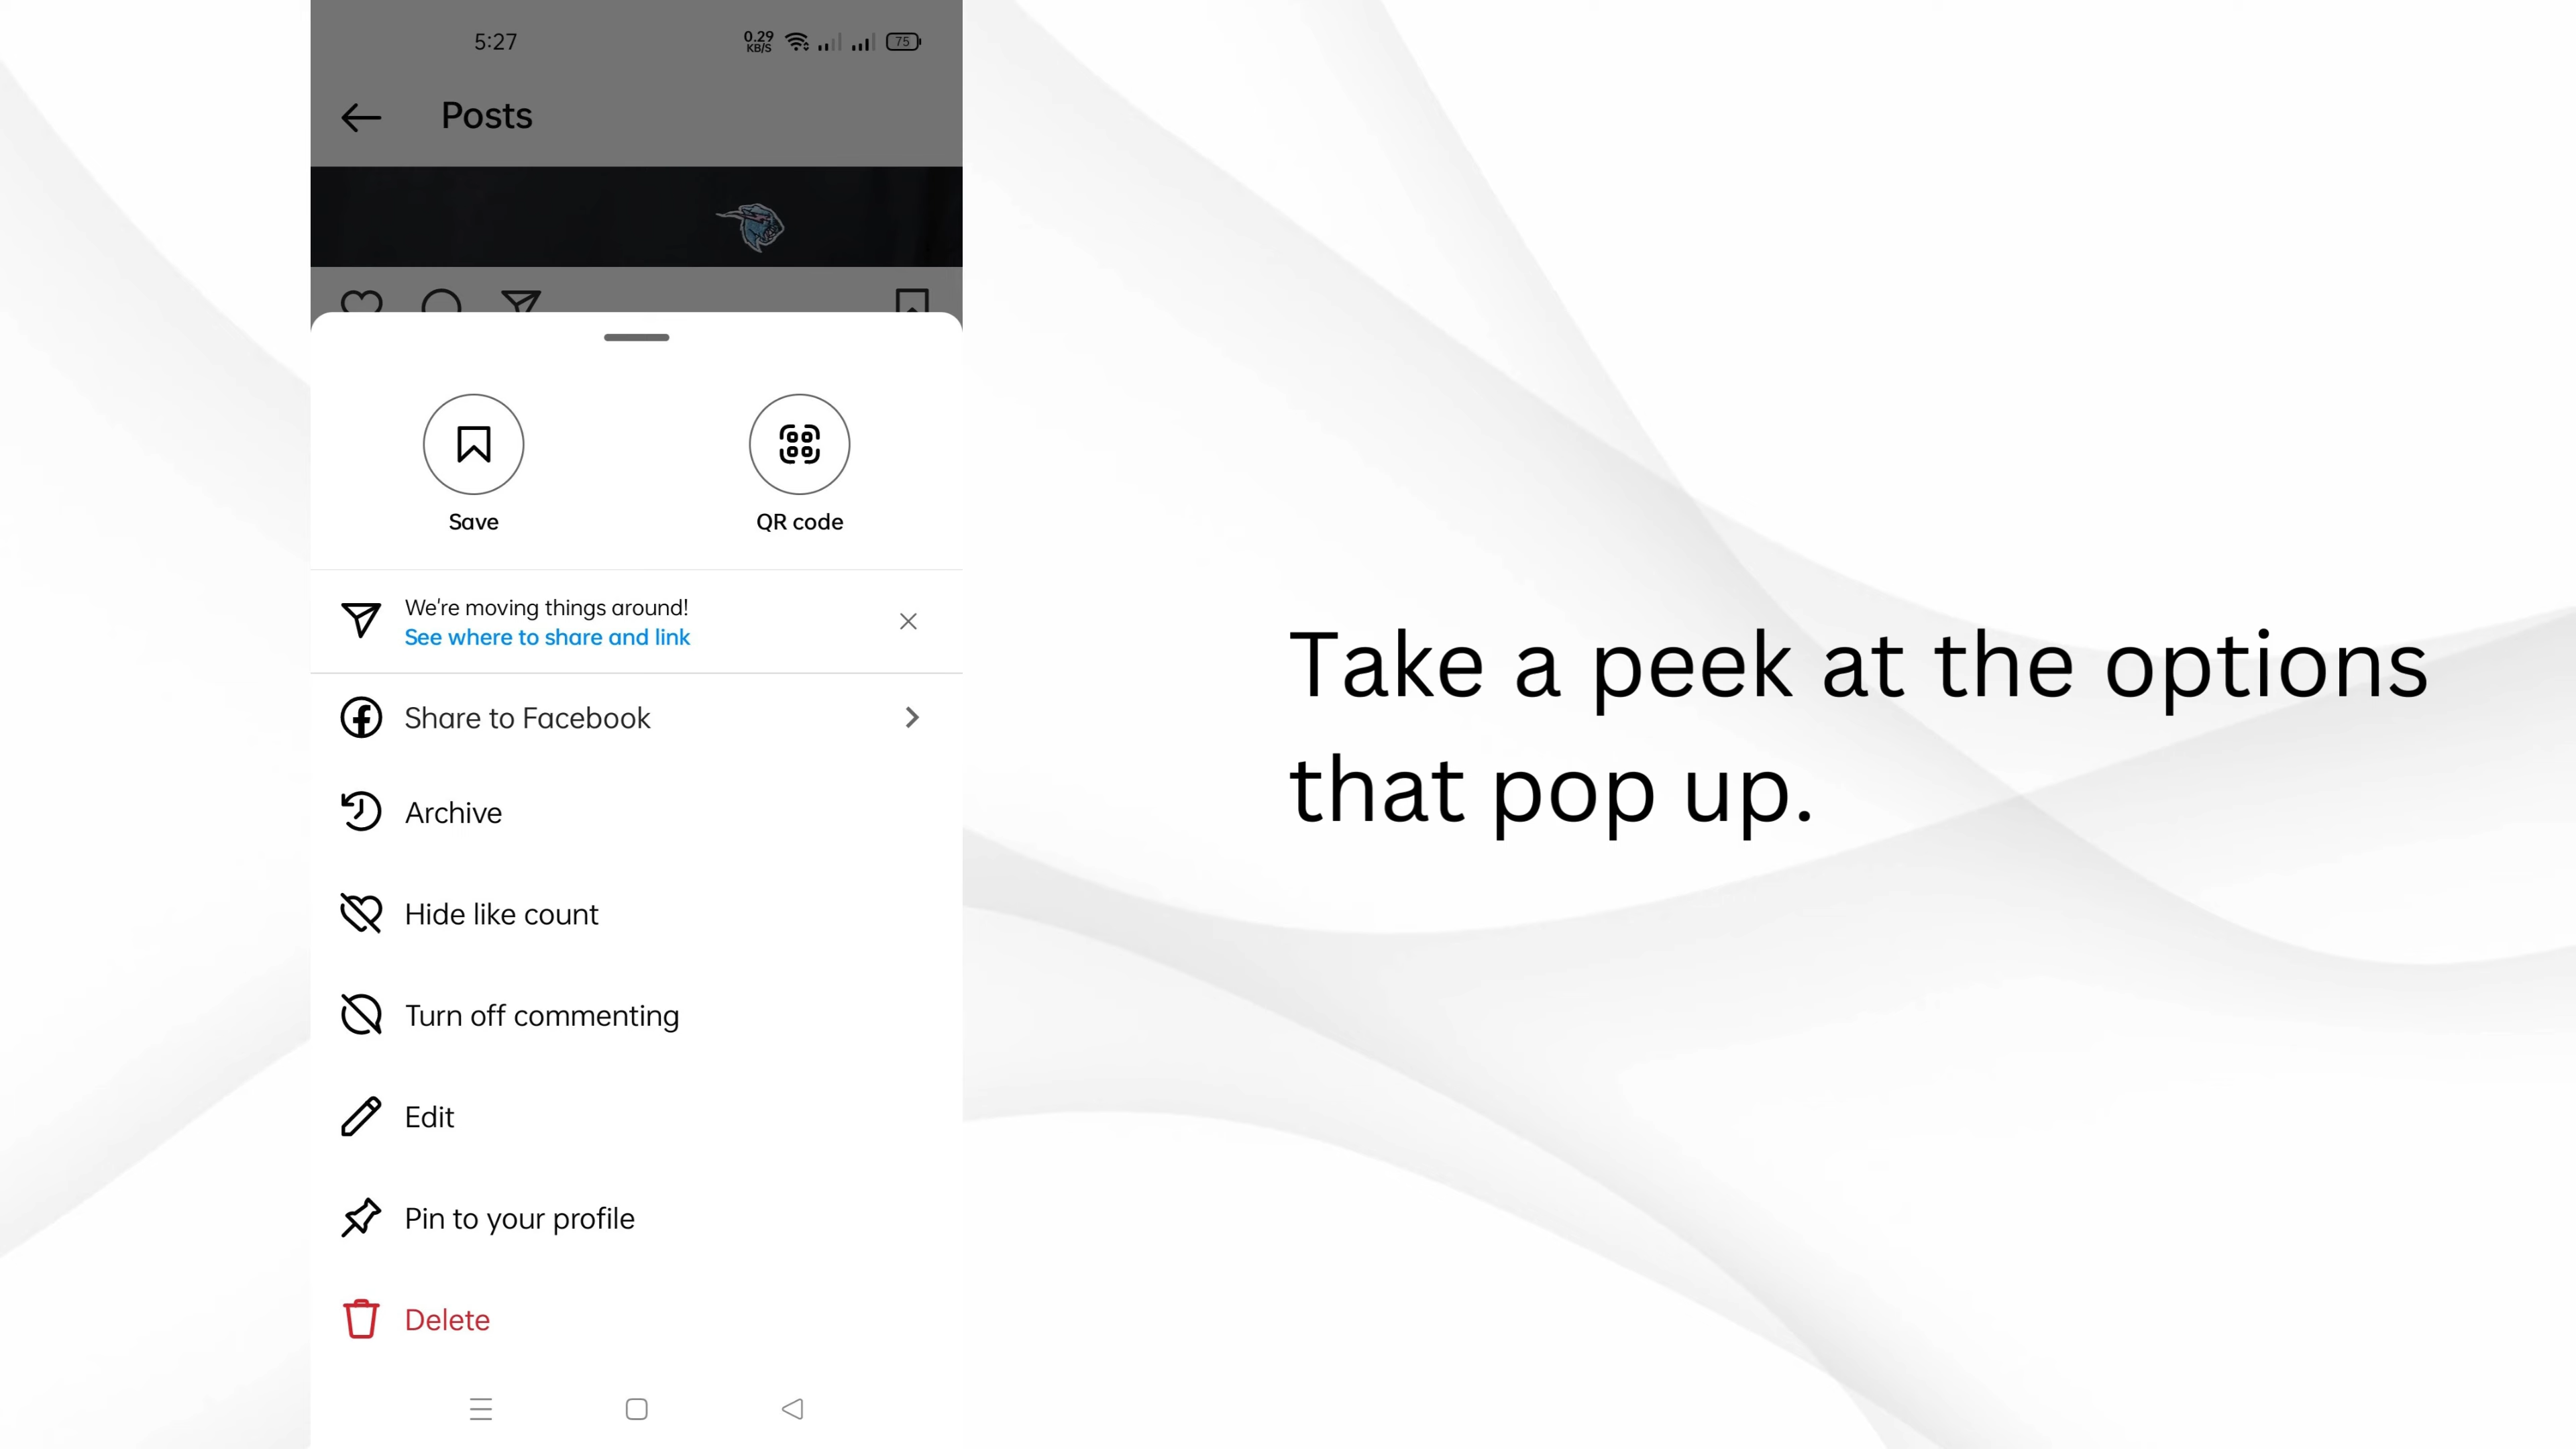 5:27
0.29
KB/S
75
Posts
Save
QR code
We're moving things around!
See where to share and link
Share to Facebook
Archive
Hide like count
Turn off commenting
Edit
Pin to your profile
Delete
Take a peek at the options
that pop up.